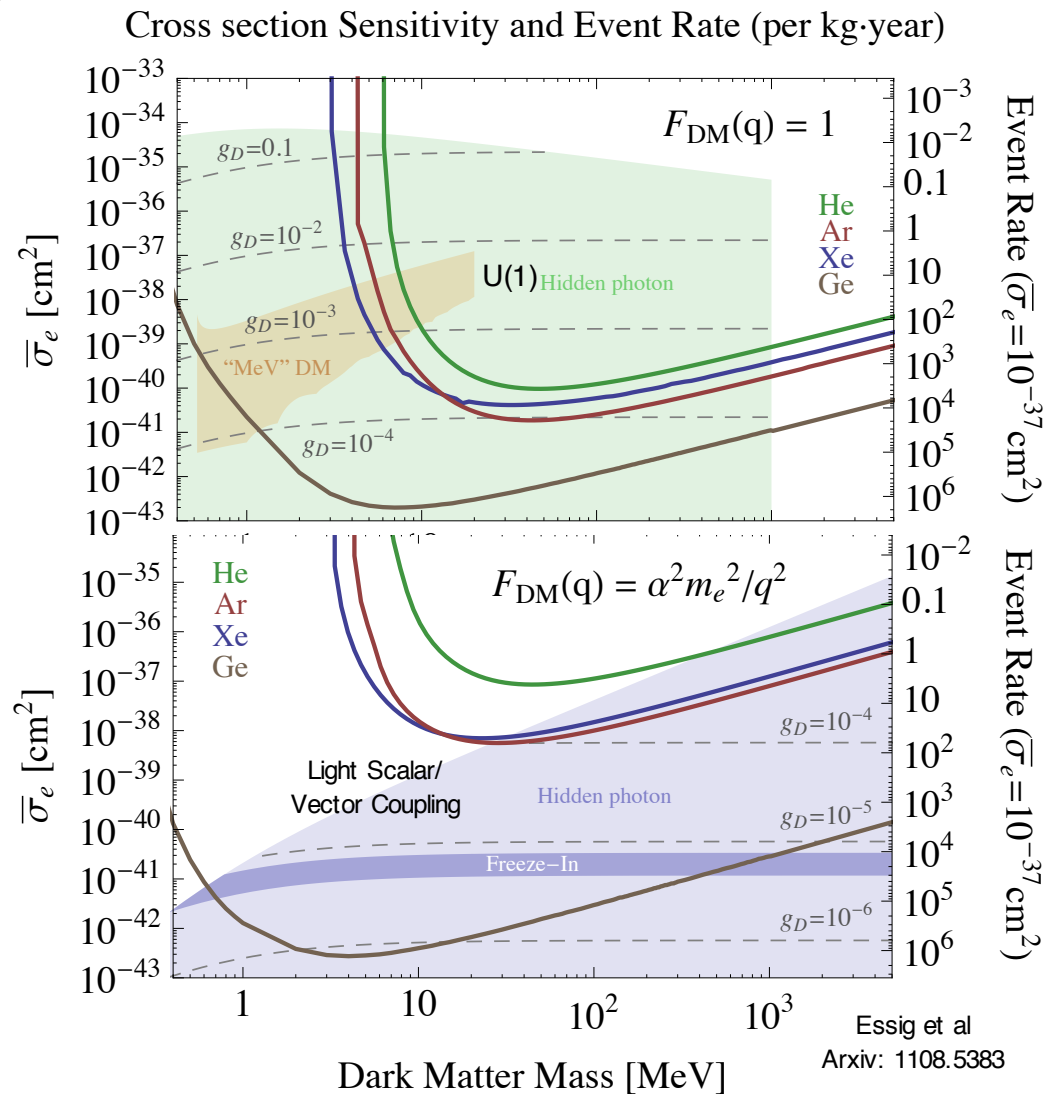 Cross section Sensitivity and Event Rate (per kg·year)
10⁻³³
10⁻³⁴
10⁻³⁵
10⁻³⁶
10⁻³⁷
10⁻³⁸
10⁻³⁹
10⁻⁴⁰
10⁻⁴¹
10⁻⁴²
10⁻⁴³
σ̅ₑ [cm²]
F_DM(q) = 1
g_D=0.1
g_D=10⁻²
g_D=10⁻³
g_D=10⁻⁴
He
Ar
Xe
Ge
U(1) Hidden photon
“MeV” DM
10⁻³
10⁻²
0.1
1
10
10²
10³
10⁴
10⁵
10⁶
Event Rate (σ̅ₑ=10⁻³⁷cm²)
10⁻³⁵
10⁻³⁶
10⁻³⁷
10⁻³⁸
10⁻³⁹
10⁻⁴⁰
10⁻⁴¹
10⁻⁴²
10⁻⁴³
σ̅ₑ [cm²]
He
Ar
Xe
Ge
F_DM(q) = α²mₑ²/q²
g_D=10⁻⁴
Light Scalar/
Vector Coupling
Hidden photon
g_D=10⁻⁵
Freeze−In
g_D=10⁻⁶
10⁻²
0.1
1
10
10²
10³
10⁴
10⁵
10⁶
Event Rate (σ̅ₑ=10⁻³⁷cm²)
1
10
10²
10³
Dark Matter Mass [MeV]
Essig et al
Arxiv: 1108.5383